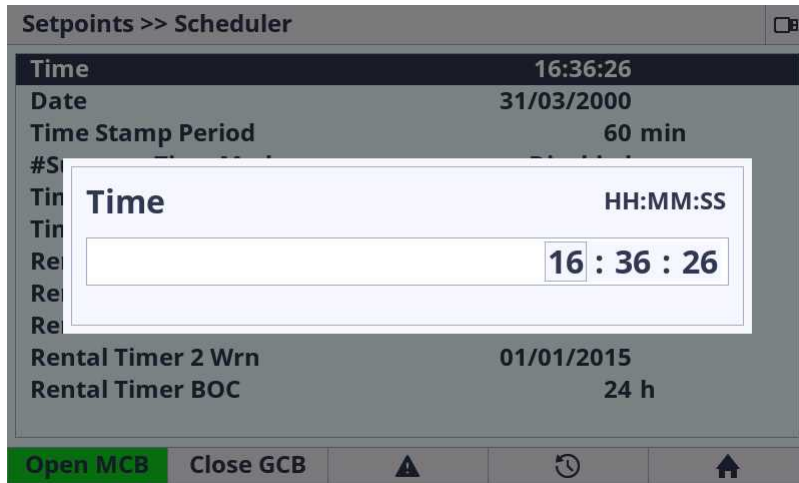 Setpoints >> Scheduler
Time 16:36:26
Date 31/03/2000
Time Stamp Period 60 min
Time HH:MM:SS
16 : 36 : 26
Rental Timer 2 Wrn 01/01/2015
Rental Timer BOC 24 h
Open MCB Close GCB